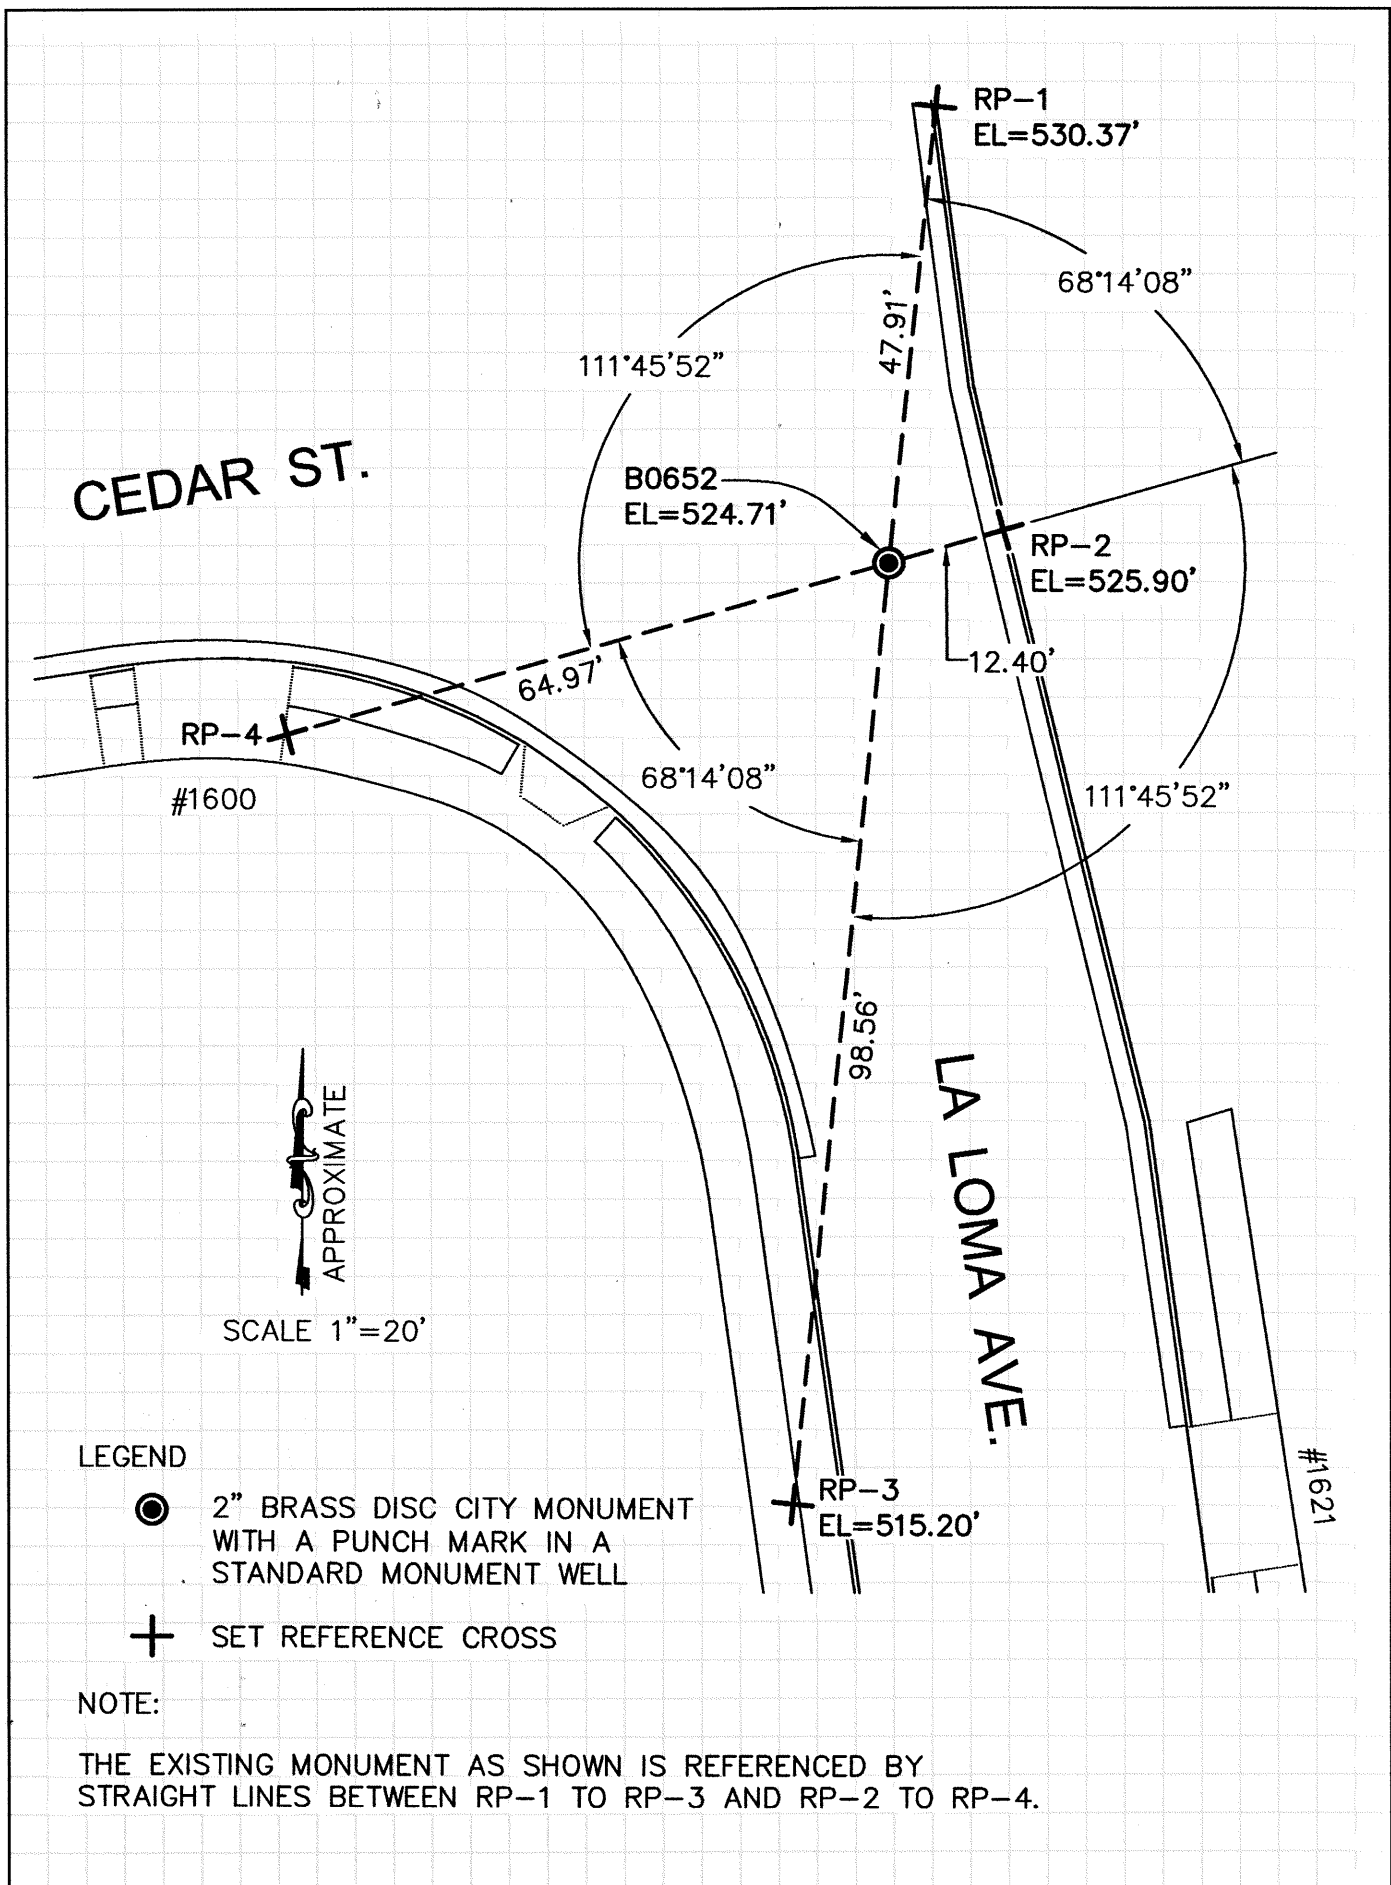 RP-1
EL=530.37'
68°14'08"
47.91'
111°45'52"
CEDAR ST.
B0652
EL=524.71'
RP-2
EL=525.90'
12.40'
64.97'
RP-4
#1600
68°14'08"
111°45'52"
98.56'
LA LOMA AVE.
APPROXIMATE
SCALE 1"=20'
LEGEND
2" BRASS DISC CITY MONUMENT
WITH A PUNCH MARK IN A
STANDARD MONUMENT WELL
SET REFERENCE CROSS
RP-3
EL=515.20'
#1621
NOTE:
THE EXISTING MONUMENT AS SHOWN IS REFERENCED BY
STRAIGHT LINES BETWEEN RP-1 TO RP-3 AND RP-2 TO RP-4.